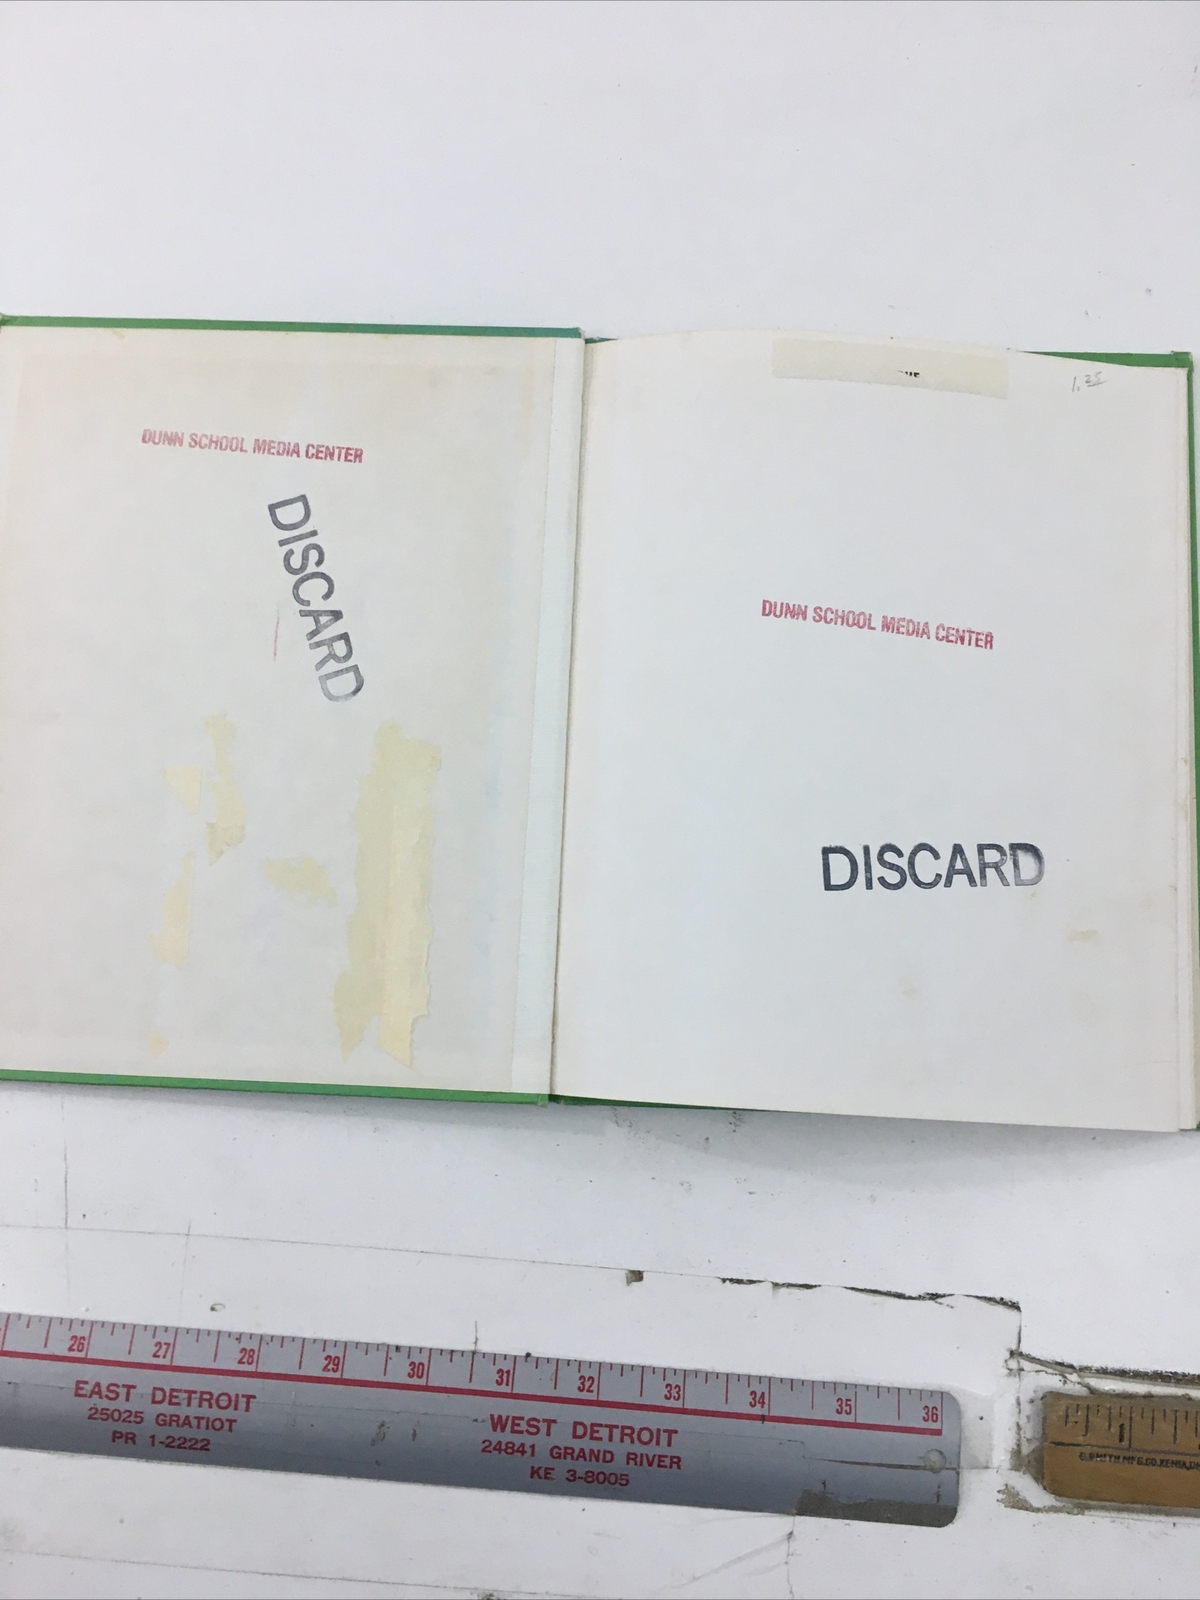 DUNN SCHOOL MEDIA CENTER
DISCARD
1.25
DUNN SCHOOL MEDIA CENTER
DISCARD
26 27 28 29 30 31 32 33 34 35 36
EAST DETROIT
25025 GRATIOT
PR 1-2222
WEST DETROIT
24841 GRAND RIVER
KE 3-8005